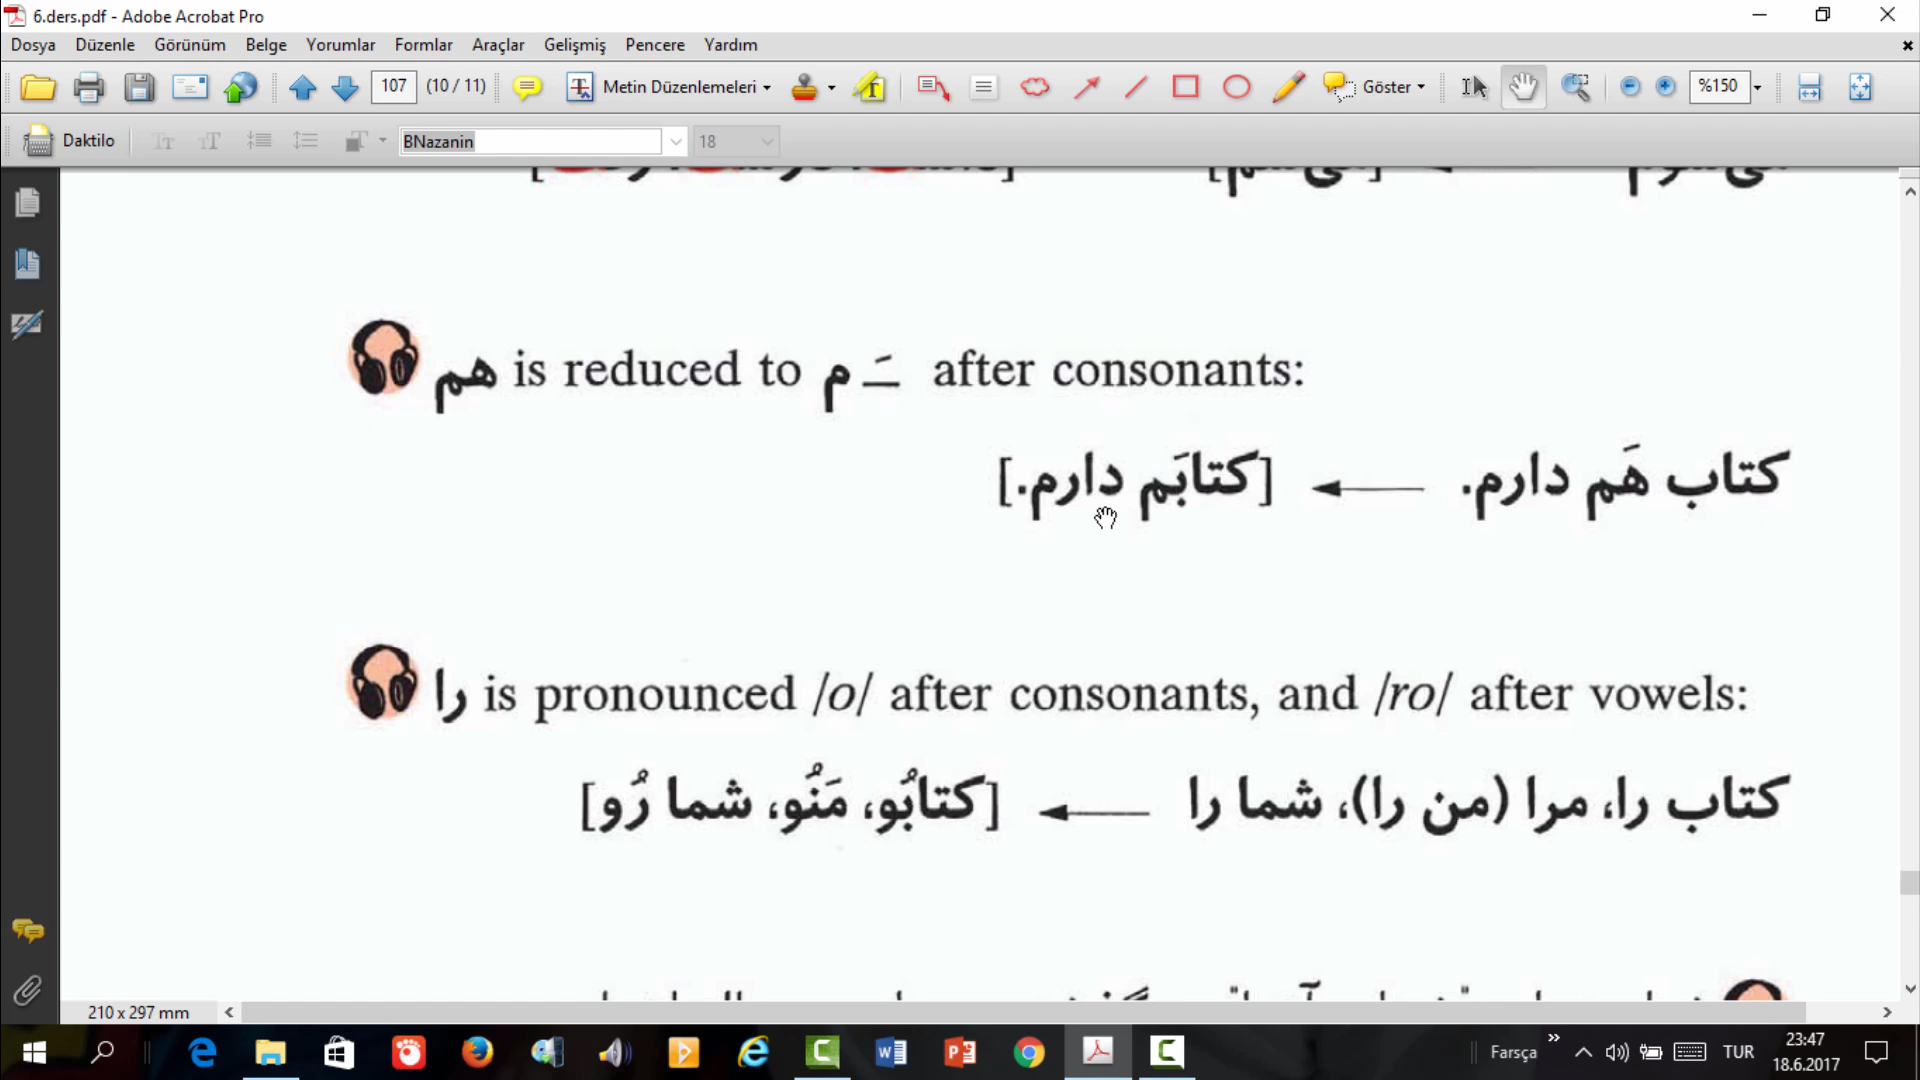 6.ders.pdf - Adobe Acrobat Pro
Dosya Düzenle Görünüm Belge Yorumlar Formlar Araçlar Gelişmiş Pencere Yardım
107 (10 / 11) Metin Düzenlemeleri Göster %150
Daktilo BNazanin 18
هم is reduced to ـَ م after consonants:
کتاب هَم دارم. [کتابَم دارم.]
را is pronounced /o/ after consonants, and /ro/ after vowels:
کتاب را، مرا (من را)، شما را [کتابُو، مَنُو، شما رُو]
210 x 297 mm
Farsça TUR 23:47
18.6.2017